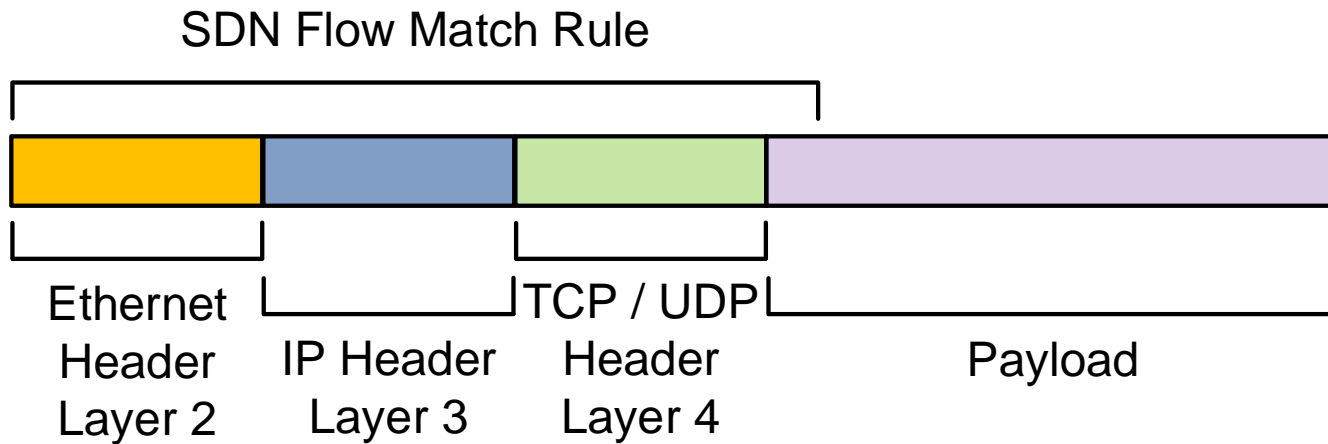 SDN Flow Match Rule
Ethernet
Header
Layer 2
IP Header
Layer 3
TCP / UDP
Header
Layer 4
Payload